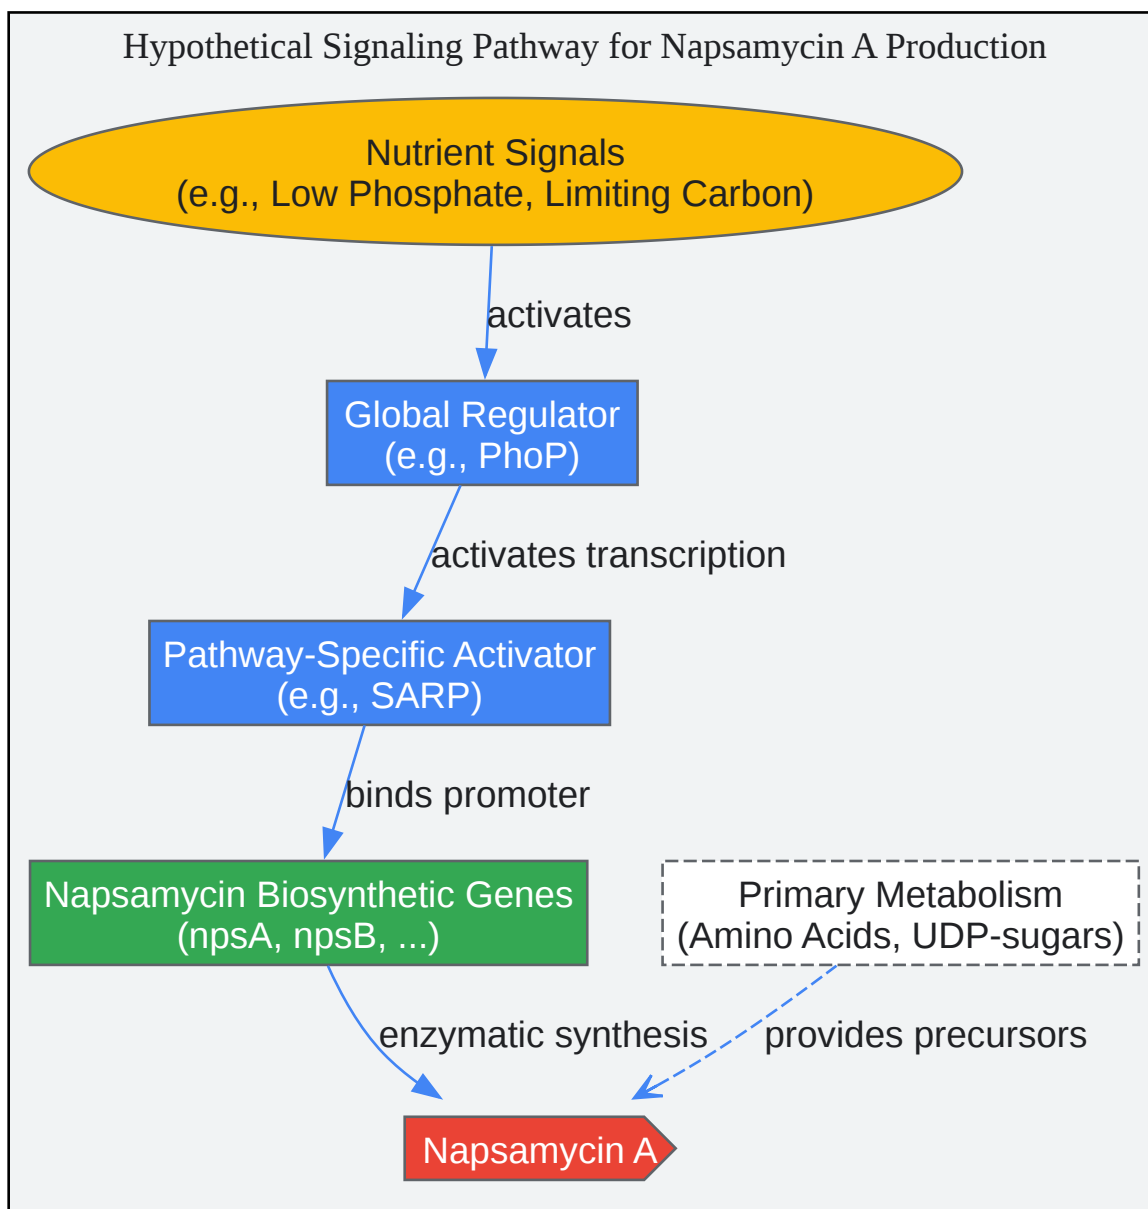 Hypothetical Signaling Pathway for Napsamycin A Production
Nutrient Signals
(e.g., Low Phosphate, Limiting Carbon)
activates
Global Regulator
(e.g., PhoP)
activates transcription
Pathway-Specific Activator
(e.g., SARP)
binds promoter
Napsamycin Biosynthetic Genes
(npsA, npsB, ...)
Primary Metabolism
(Amino Acids, UDP-sugars)
enzymatic synthesis
provides precursors
Napsamycin A